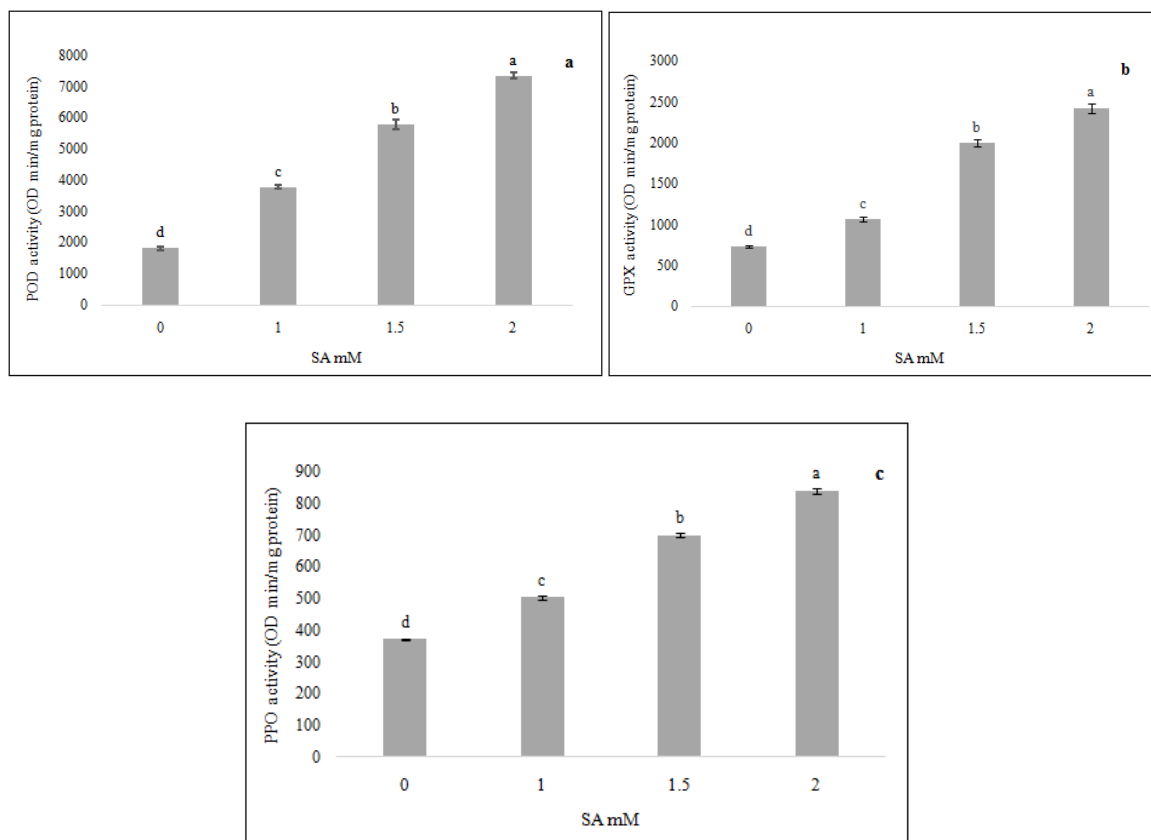 a
POD activity (OD min/mg protein)
8000
7000
6000
5000
4000
3000
2000
1000
0
d
c
b
a
0 1 1.5 2
SA mM
b
GPX activity (OD min/mg protein)
3000
2500
2000
1500
1000
500
0
d
c
b
a
0 1 1.5 2
SA mM
c
PPO activity (OD min/mg protein)
900
800
700
600
500
400
300
200
100
0
d
c
b
a
0 1 1.5 2
SA mM